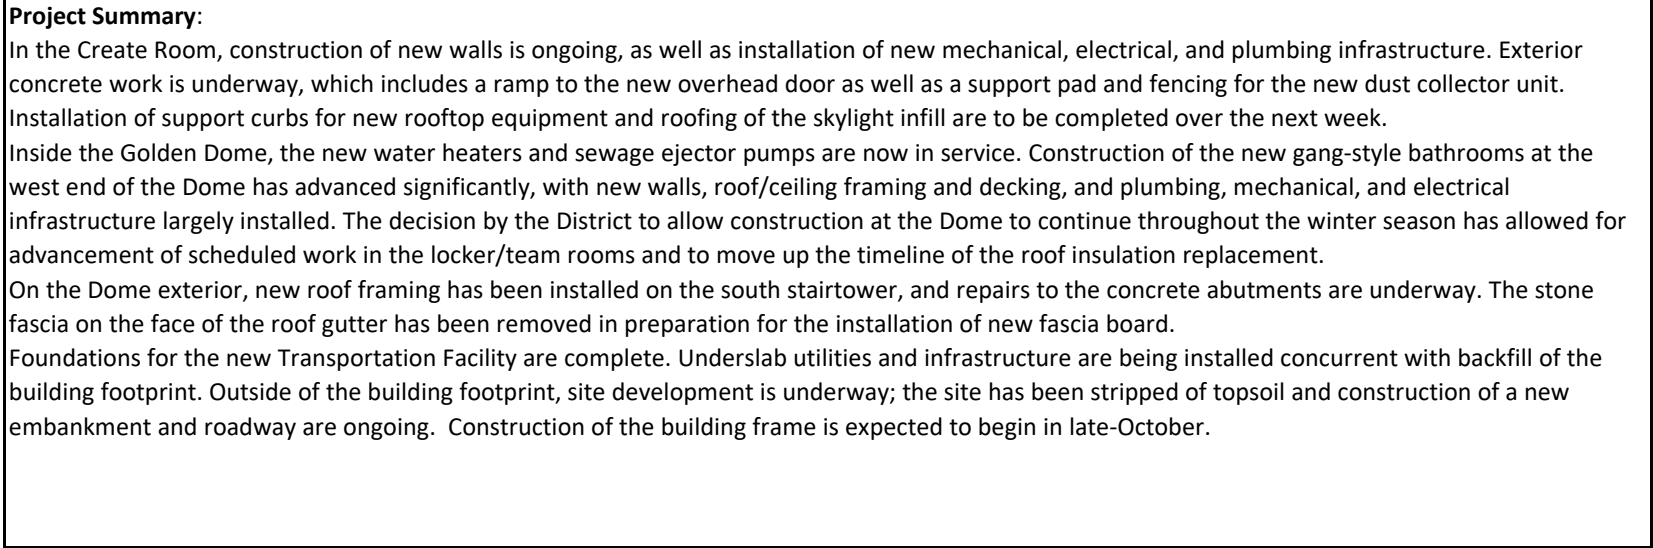 Project Summary:
In the Create Room, construction of new walls is ongoing, as well as installation of new mechanical, electrical, and plumbing infrastructure. Exterior
concrete work is underway, which includes a ramp to the new overhead door as well as a support pad and fencing for the new dust collector unit.
Installation of support curbs for new rooftop equipment and roofing of the skylight infill are to be completed over the next week.
Inside the Golden Dome, the new water heaters and sewage ejector pumps are now in service. Construction of the new gang-style bathrooms at the
west end of the Dome has advanced significantly, with new walls, roof/ceiling framing and decking, and plumbing, mechanical, and electrical
infrastructure largely installed. The decision by the District to allow construction at the Dome to continue throughout the winter season has allowed for
advancement of scheduled work in the locker/team rooms and to move up the timeline of the roof insulation replacement.
On the Dome exterior, new roof framing has been installed on the south stairtower, and repairs to the concrete abutments are underway. The stone
fascia on the face of the roof gutter has been removed in preparation for the installation of new fascia board.
Foundations for the new Transportation Facility are complete. Underslab utilities and infrastructure are being installed concurrent with backfill of the
building footprint. Outside of the building footprint, site development is underway; the site has been stripped of topsoil and construction of a new
embankment and roadway are ongoing.  Construction of the building frame is expected to begin in late-October.